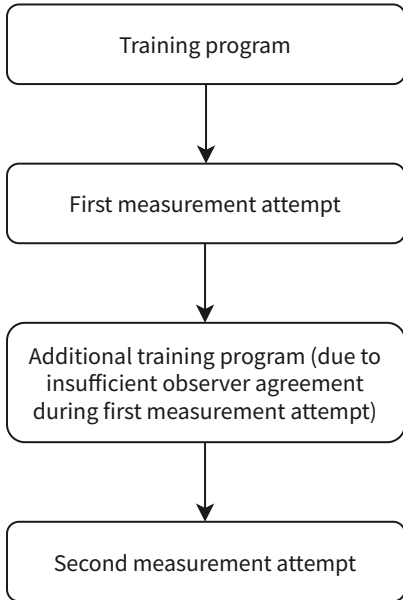 Training program
First measurement attempt
Additional training program (due to
insufficient observer agreement
during first measurement attempt)
Second measurement attempt